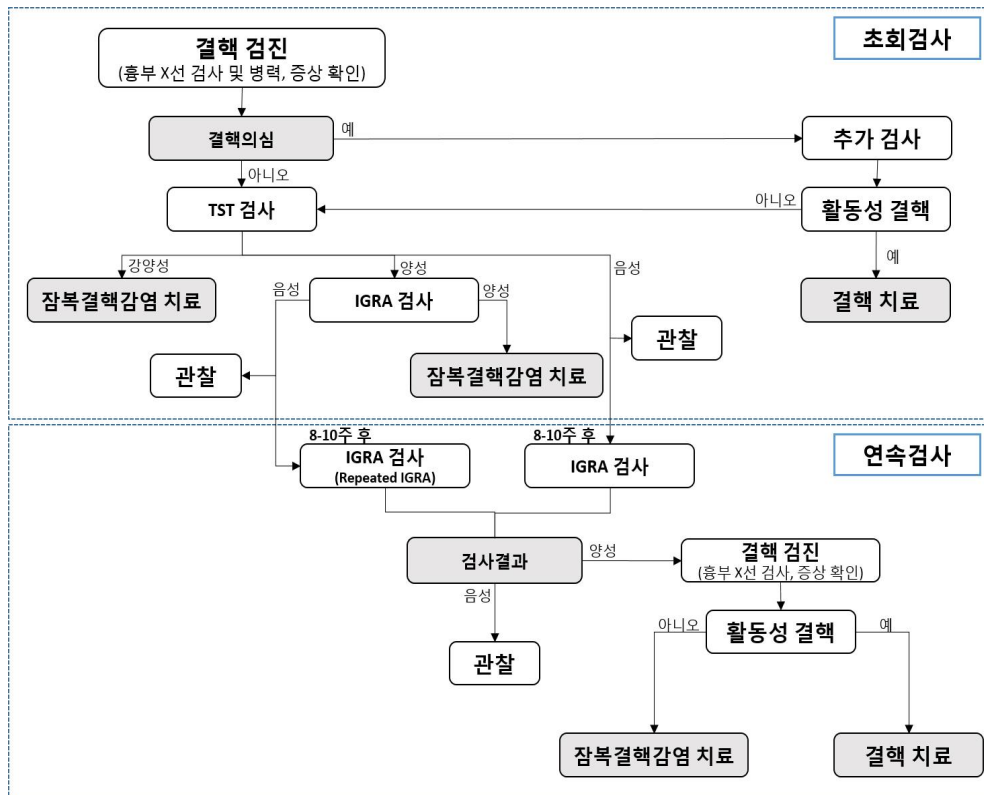 초회검사
결핵 검진
(흉부 X선 검사 및 병력, 증상 확인)
결핵의심
예
추가 검사
아니오
TST 검사
아니오
활동성 결핵
강양성
양성
음성
예
잠복결핵감염 치료
음성
IGRA 검사
양성
결핵 치료
관찰
관찰
잠복결핵감염 치료
연속검사
8-10주 후
IGRA 검사
(Repeated IGRA)
8-10주 후
IGRA 검사
검사결과
양성
결핵 검진
(흉부 X선 검사, 증상 확인)
음성
관찰
아니오
활동성 결핵
예
잠복결핵감염 치료
결핵 치료